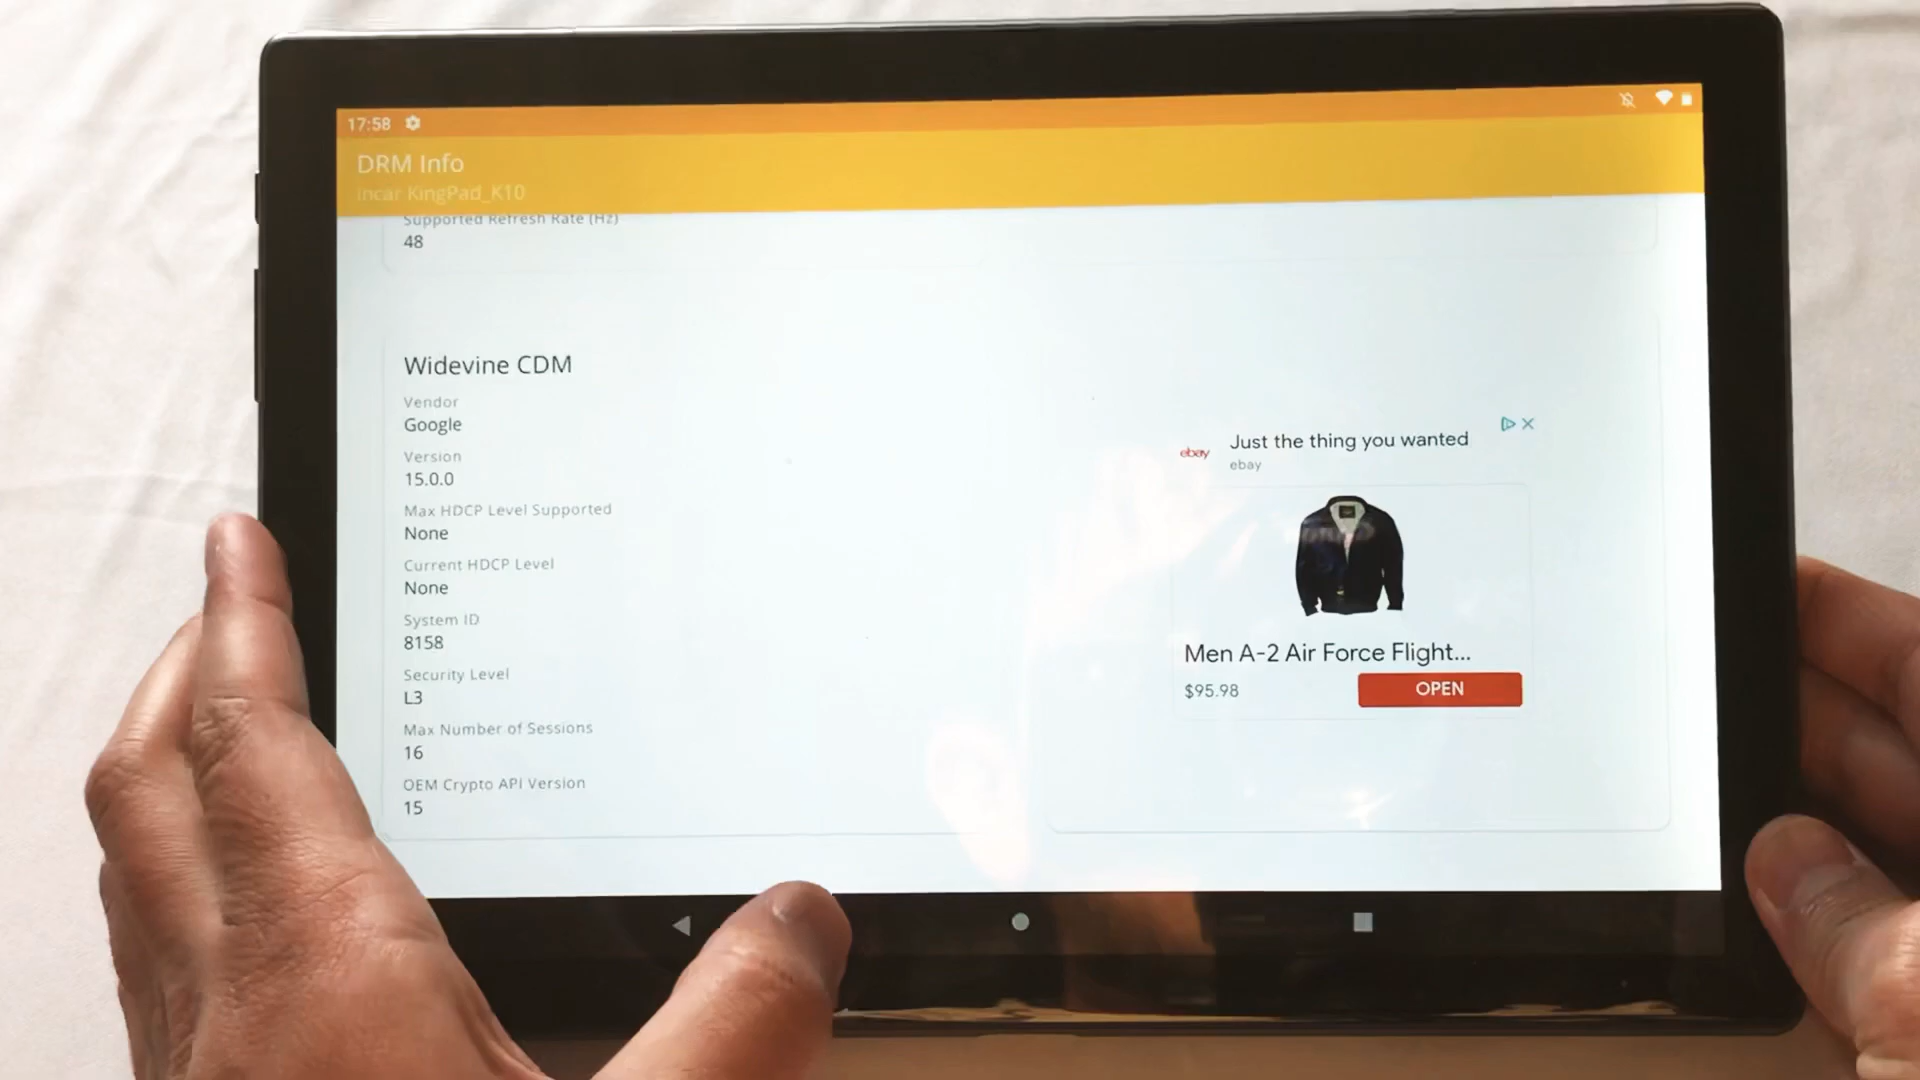 17:58
DRM Info
incar KingPad_K10
Supported Refresh Rate (Hz)
48
Widevine CDM
Vendor
Google
Version
15.0.0
Max HDCP Level Supported
None
Current HDCP Level
None
System ID
8158
Security Level
L3
Max Number of Sessions
16
OEM Crypto API Version
15
ebay
Just the thing you wanted
ebay
Men A-2 Air Force Flight...
$95.98
OPEN